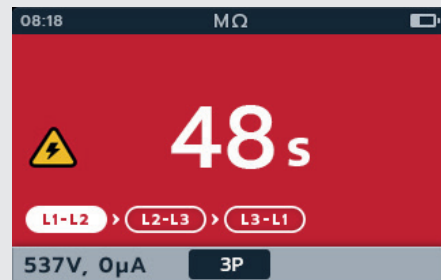 08:18 MΩ
48 s
L1-L2 > L2-L3 > L3-L1
537V, 0µA 3P